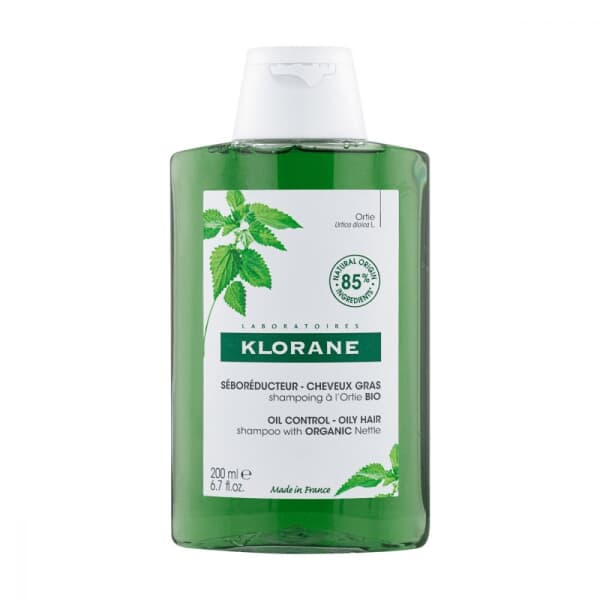 Ortie
Urtica dioica L.
NATURAL ORIGIN
85%
INGREDIENTS*
LABORATOIRES
KLORANE
SÉBORÉDUCTEUR - CHEVEUX GRAS
shampoing à l'Ortie BIO
OIL CONTROL - OILY HAIR
shampoo with ORGANIC Nettle
200 ml ℮
6.7 fl.oz.
Made in France